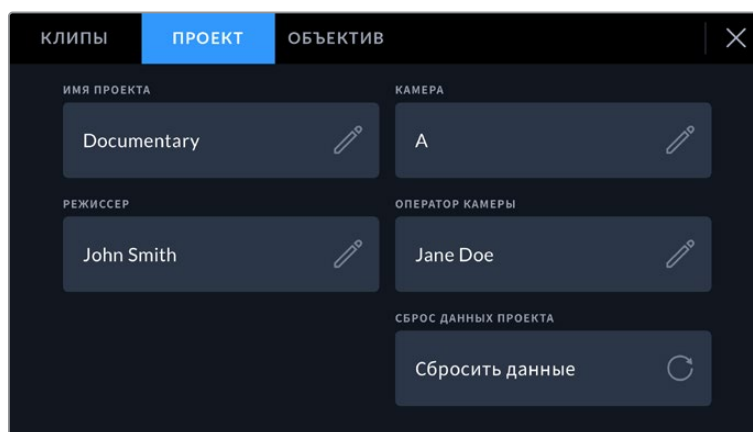 КЛИПЫ ПРОЕКТ ОБЪЕКТИВ
ИМЯ ПРОЕКТА КАМЕРА
Documentary A
РЕЖИССЕР ОПЕРАТОР КАМЕРЫ
John Smith Jane Doe
СБРОС ДАННЫХ ПРОЕКТА
Сбросить данные